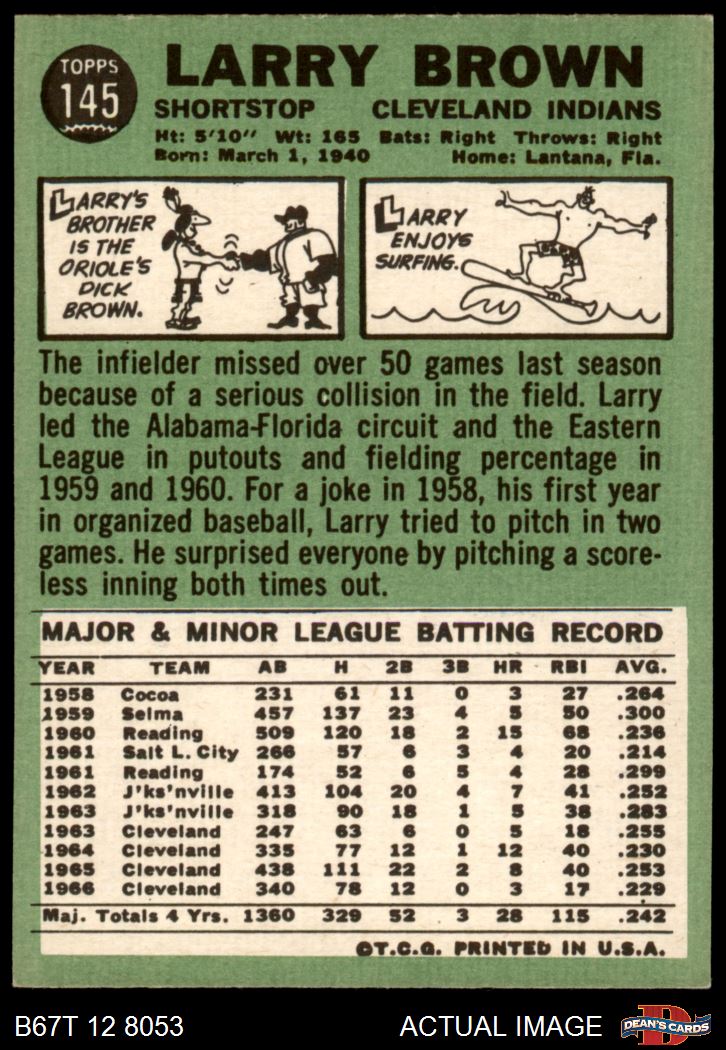 TOPPS
145
LARRY BROWN
SHORTSTOP CLEVELAND INDIANS
Ht: 5'10" Wt: 165 Bats: Right Throws: Right
Born: March 1, 1940 Home: Lantana, Fla.
LARRY'S
BROTHER
IS THE
ORIOLE'S
DICK
BROWN.
LARRY
ENJOYS
SURFING.
The infielder missed over 50 games last season
because of a serious collision in the field. Larry
led the Alabama-Florida circuit and the Eastern
League in putouts and fielding percentage in
1959 and 1960. For a joke in 1958, his first year
in organized baseball, Larry tried to pitch in two
games. He surprised everyone by pitching a score-
less inning both times out.
MAJOR & MINOR LEAGUE BATTING RECORD
YEAR TEAM AB H 2B 3B HR RBI AVG.
1958 Cocoa 231 61 11 0 3 27 .264
1959 Selma 457 137 23 4 5 50 .300
1960 Reading 509 120 18 2 15 68 .236
1961 Salt L. City 266 57 6 3 4 20 .214
1961 Reading 174 52 6 5 4 28 .299
1962 J'ks'nville 413 104 20 4 7 41 .252
1963 J'ks'nville 318 90 18 1 5 38 .283
1963 Cleveland 247 63 6 0 5 18 .255
1964 Cleveland 335 77 12 1 12 40 .230
1965 Cleveland 438 111 22 2 8 40 .253
1966 Cleveland 340 78 12 0 3 17 .229
Maj. Totals 4 Yrs. 1360 329 52 3 28 115 .242
©T.C.G. PRINTED IN U.S.A.
B67T 12 8053 ACTUAL IMAGE
D
DEAN'S CARDS